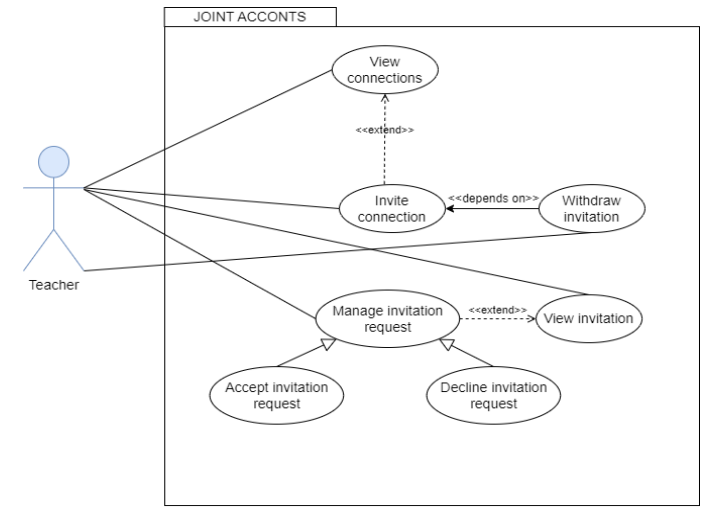 JOINT ACCONTS
View
connections
<<extend>>
Invite
connection
<<depends on>>
Withdraw
invitation
Teacher
Manage invitation
request
<<extend>>
View invitation
Accept invitation
request
Decline invitation
request